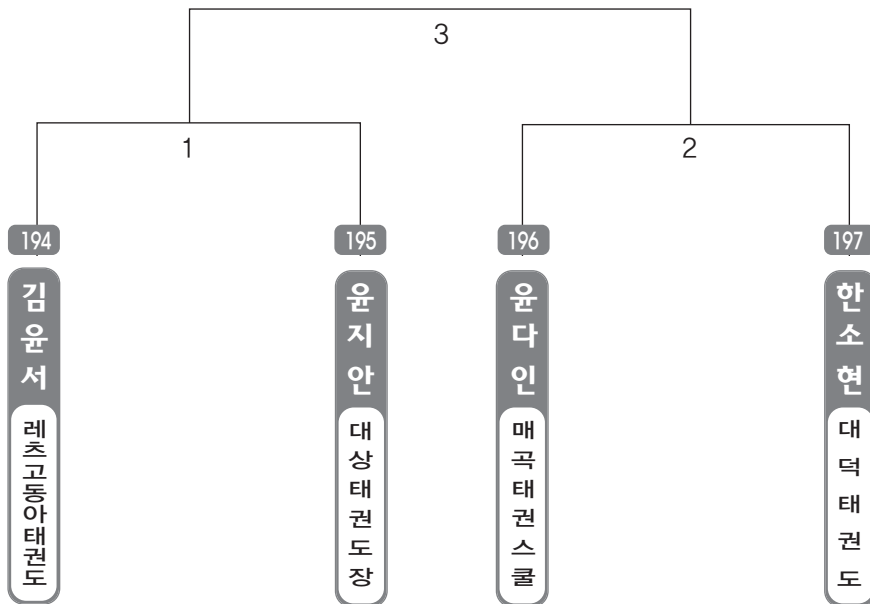 3
1
2
194
195
196
197
김윤서
윤지안
윤다인
한소현
레츠고동아태권도
대상태권도장
매곡태권스쿨
대덕태권도